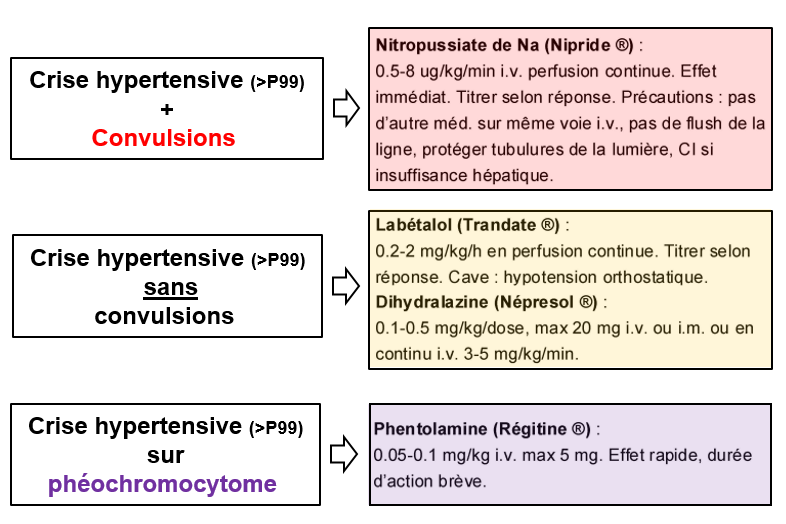 Crise hypertensive (>P99)
+
Convulsions
Nitropussiate de Na (Nipride ®) :
0.5-8 ug/kg/min i.v. perfusion continue. Effet
immédiat. Titrer selon réponse. Précautions : pas
d'autre méd. sur même voie i.v., pas de flush de la
ligne, protéger tubulures de la lumière, CI si
insuffisance hépatique.
Crise hypertensive (>P99)
sans
convulsions
Labétalol (Trandate ®) :
0.2-2 mg/kg/h en perfusion continue. Titrer selon
réponse. Cave : hypotension orthostatique.
Dihydralazine (Népresol ®) :
0.1-0.5 mg/kg/dose, max 20 mg i.v. ou i.m. ou en
continu i.v. 3-5 mg/kg/min.
Crise hypertensive (>P99)
sur
phéochromocytome
Phentolamine (Régitine ®) :
0.05-0.1 mg/kg i.v. max 5 mg. Effet rapide, durée
d'action brève.